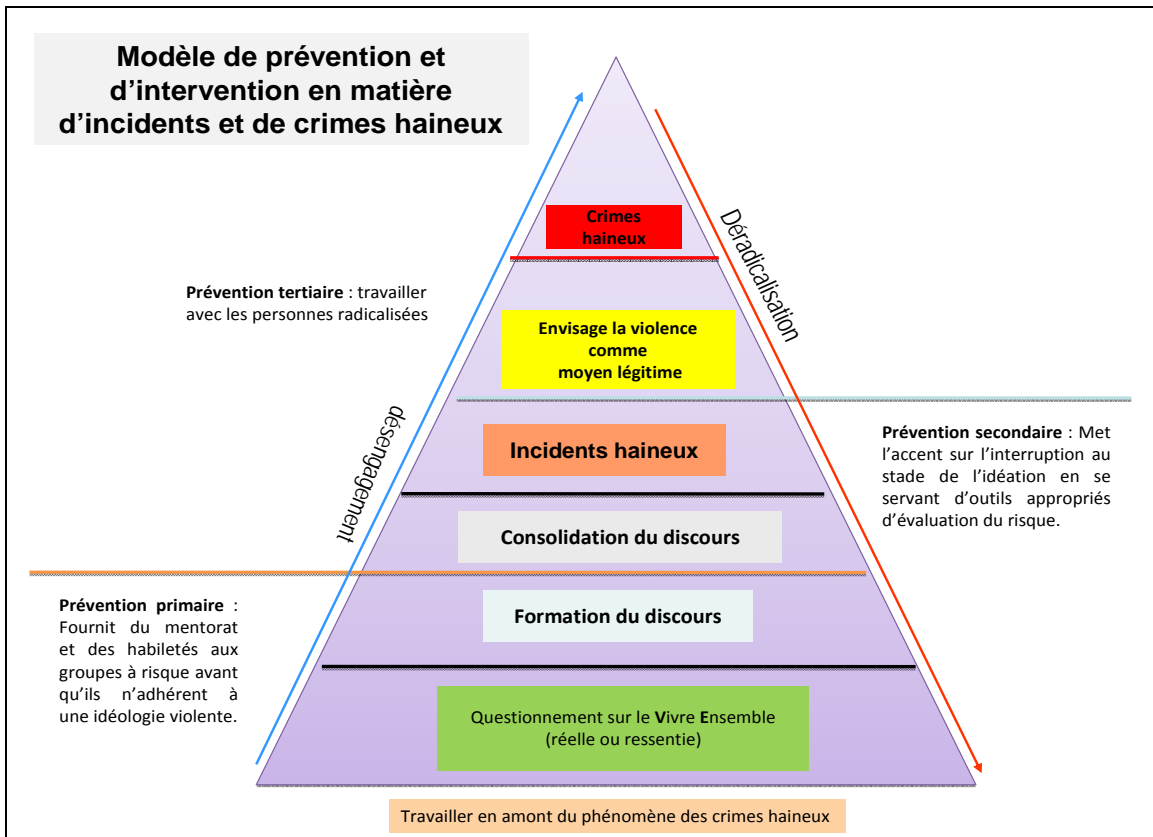 Modèle de prévention et
d’intervention en matière
d’incidents et de crimes haineux
Crimes
haineux
Déradicalisation
Prévention tertiaire : travailler
avec les personnes radicalisées
Envisage la violence
comme
moyen légitime
désengagement
Incidents haineux
Prévention secondaire : Met
l’accent sur l’interruption au
stade de l’idéation en se
servant d’outils appropriés
d’évaluation du risque.
Consolidation du discours
Prévention primaire :
Fournit du mentorat
et des habiletés aux
groupes à risque avant
qu’ils n’adhérent à
une idéologie violente.
Formation du discours
Questionnement sur le Vivre Ensemble
(réelle ou ressentie)
Travailler en amont du phénomène des crimes haineux